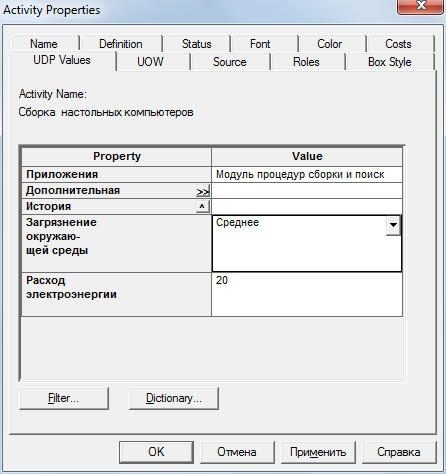 Activity Properties
Name Definition Status Font Color Costs
UDP Values UOW Source Roles Box Style
Activity Name:
Сборка настольных компьютеров
Property Value
Приложения Модуль процедур сборки и поиск
Дополнительная >>
История ^
Загрязнение Среднее
окружаю-
щей среды
Расход 20
электроэнергии
Filter... Dictionary...
OK Отмена Применить Справка